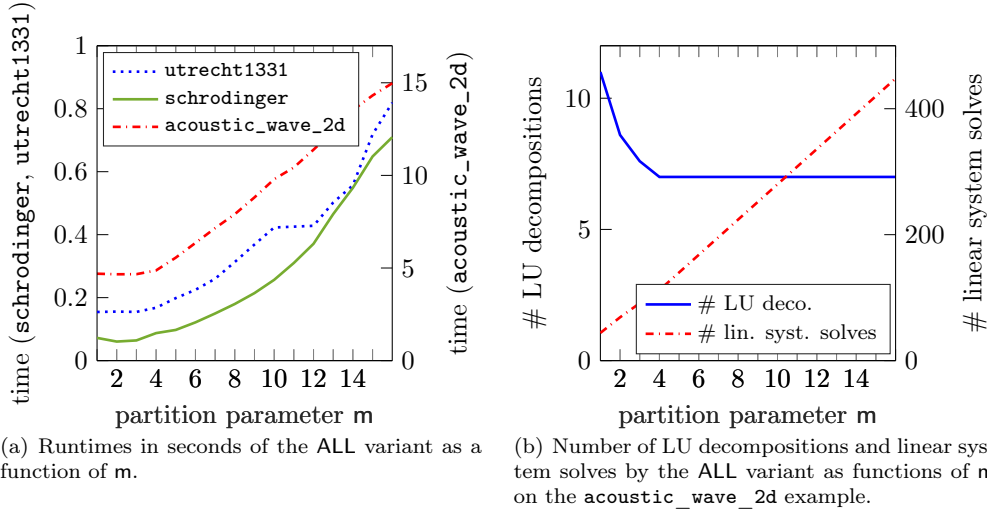 1
0.8
0.6
0.4
0.2
0
time (schrodinger, utrecht1331)
utrecht1331
schrodinger
acoustic_wave_2d
15
10
5
0
time (acoustic_wave_2d)
2 4 6 8 10 12 14
partition parameter m
(a) Runtimes in seconds of the ALL variant as a
function of m.
10
5
0
# LU decompositions
# LU deco.
# lin. syst. solves
400
200
0
# linear system solves
2 4 6 8 10 12 14
partition parameter m
(b) Number of LU decompositions and linear sys
tem solves by the ALL variant as functions of
on the acoustic_wave_2d example.